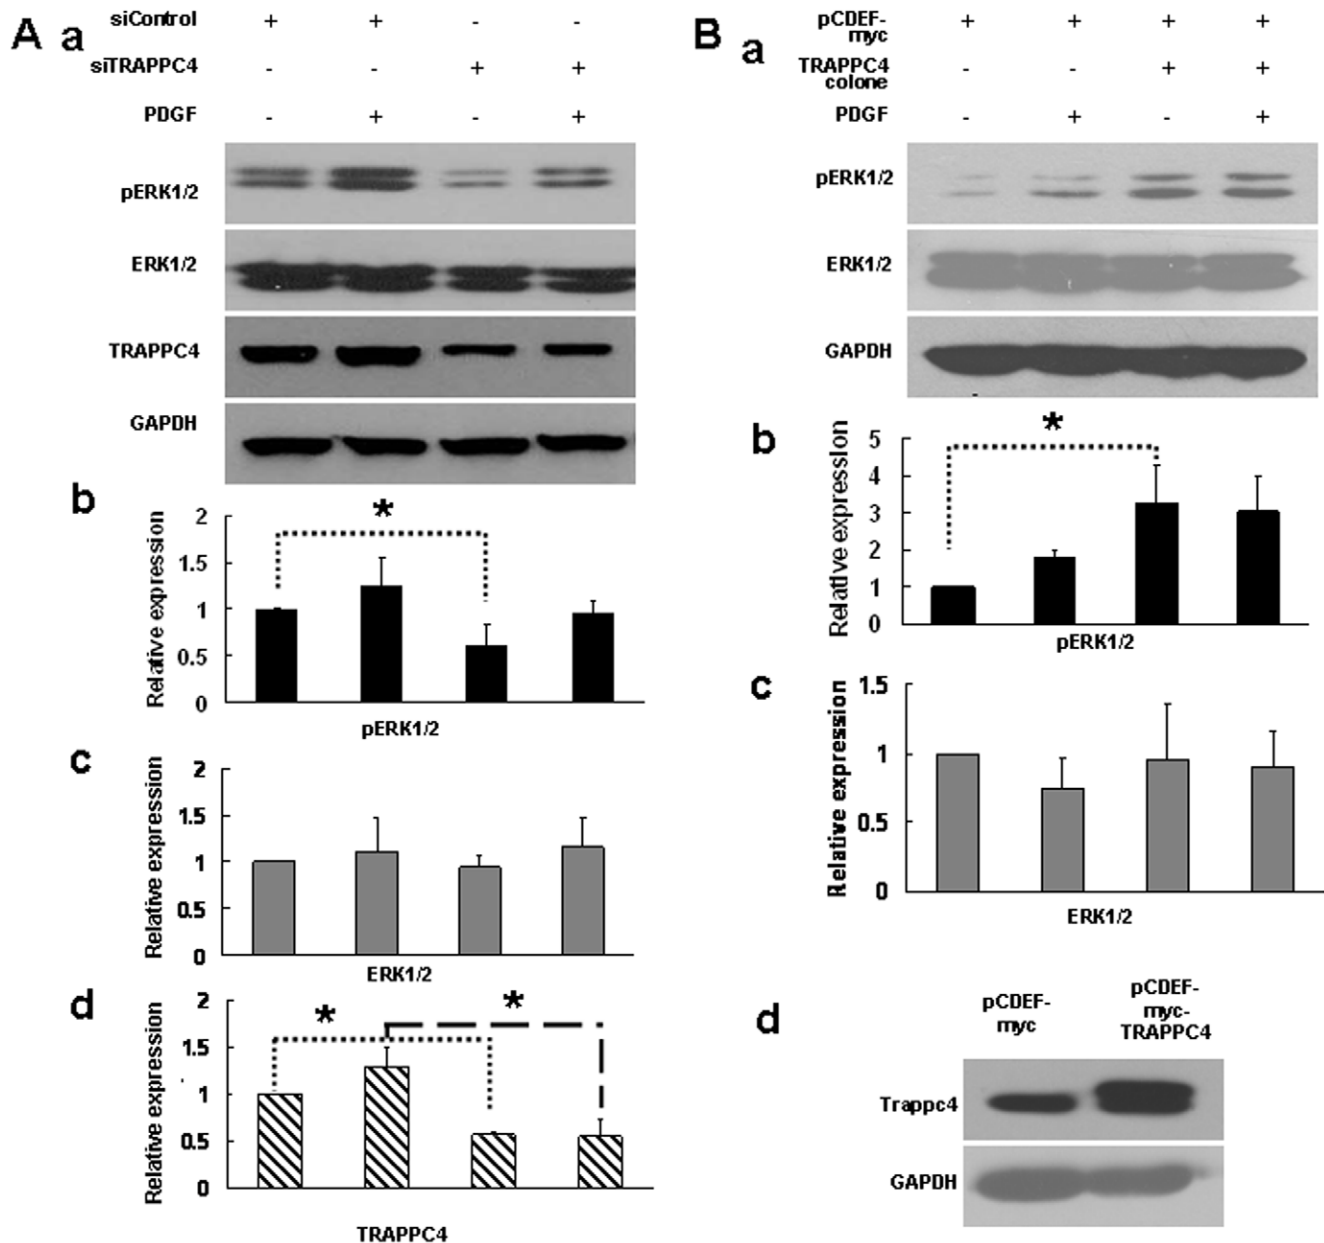 A a
siControl + + - -
siTRAPPC4 - - + +
PDGF - + - +
pERK1/2
ERK1/2
TRAPPC4
GAPDH
b
*
Relative expression
2
1.5
1
0.5
0
pERK1/2
c
Relative expression
2
1.5
1
0.5
0
ERK1/2
d
* *
Relative expression
2
1.5
1
0.5
0
TRAPPC4
B a
pCDEF-
myc + + + +
TRAPPC4
colone - - + +
PDGF - + - +
pERK1/2
ERK1/2
GAPDH
b
*
Relative expression
5
4
3
2
1
0
pERK1/2
c
Relative expression
1.5
1
0.5
0
ERK1/2
d
pCDEF-
myc
pCDEF-
myc-
TRAPPC4
Trappc4
GAPDH